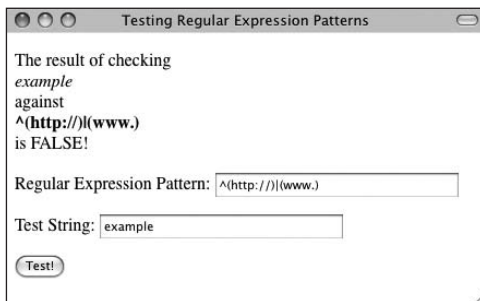 Testing Regular Expression Patterns
The result of checking
example
against
^(http://)|(www.)
is FALSE!
Regular Expression Pattern: ^(http://)|(www.)
Test String: example
Test!